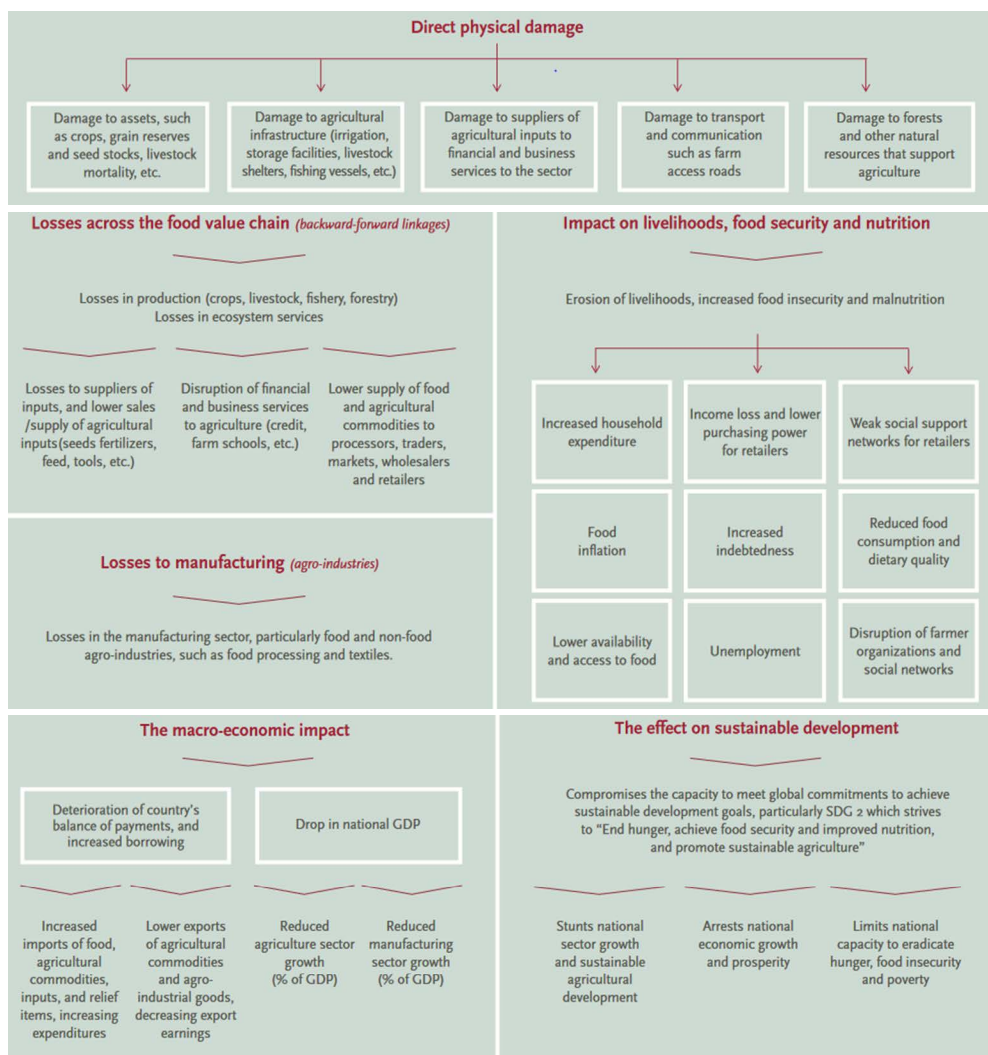 Direct physical damage
Damage to assets, such
as crops, grain reserves
and seed stocks, livestock
mortality, etc.
Damage to agricultural
infrastructure (irrigation,
storage facilities, livestock
shelters, fishing vessels, etc.)
Damage to suppliers of
agricultural inputs to
financial and business
services to the sector
Damage to transport
and communication
such as farm
access roads
Damage to forests
and other natural
resources that support
agriculture
Losses across the food value chain (backward-forward linkages)
Losses in production (crops, livestock, fishery, forestry)
Losses in ecosystem services
Losses to suppliers of
inputs, and lower sales
/supply of agricultural
inputs(seeds fertilizers,
feed, tools, etc.)
Disruption of financial
and business services
to agriculture (credit,
farm schools, etc.)
Lower supply of food
and agricultural
commodities to
processors, traders,
markets, wholesalers
and retailers
Losses to manufacturing (agro-industries)
Losses in the manufacturing sector, particularly food and non-food
agro-industries, such as food processing and textiles.
Impact on livelihoods, food security and nutrition
Erosion of livelihoods, increased food insecurity and malnutrition
Increased household
expenditure
Income loss and lower
purchasing power
for retailers
Weak social support
networks for retailers
Food
inflation
Increased
indebtedness
Reduced food
consumption and
dietary quality
Lower availability
and access to food
Unemployment
Disruption of farmer
organizations and
social networks
The macro-economic impact
Deterioration of country's
balance of payments, and
increased borrowing
Drop in national GDP
Increased
imports of food,
agricultural
commodities,
inputs, and relief
items, increasing
expenditures
Lower exports
of agricultural
commodities
and agro-
industrial goods,
decreasing export
earnings
Reduced
agriculture sector
growth
(% of GDP)
Reduced
manufacturing
sector growth
(% of GDP)
The effect on sustainable development
Compromises the capacity to meet global commitments to achieve
sustainable development goals, particularly SDG 2 which strives
to "End hunger, achieve food security and improved nutrition,
and promote sustainable agriculture"
Stunts national
sector growth
and sustainable
agricultural
development
Arrests national
economic growth
and prosperity
Limits national
capacity to eradicate
hunger, food insecurity
and poverty